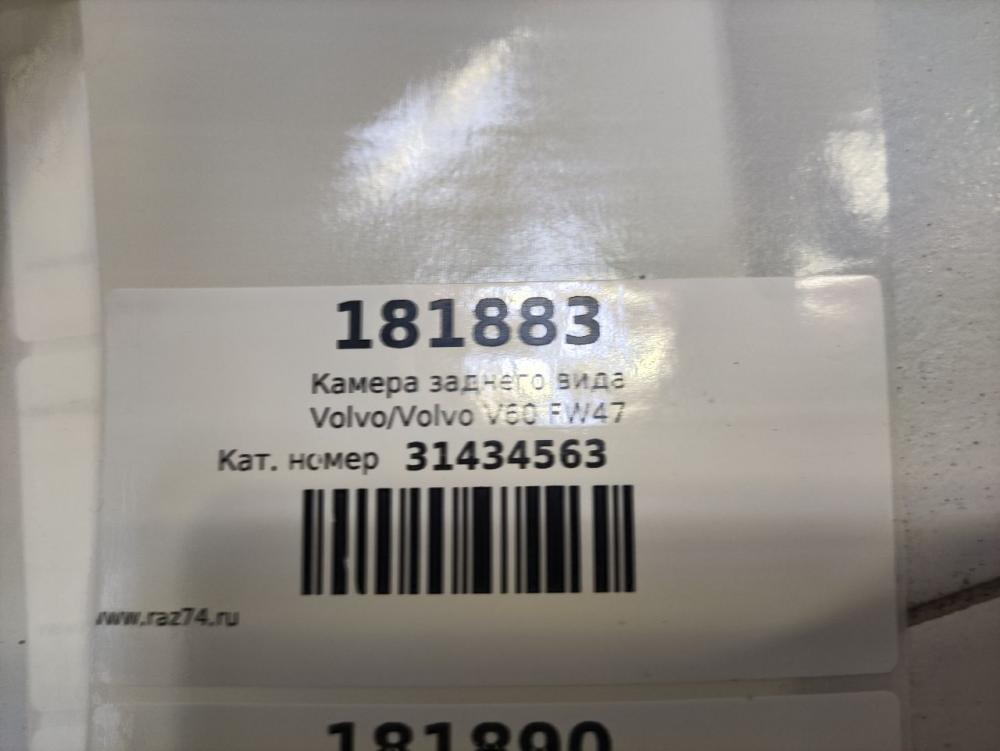 181883
Камера заднего вида
Volvo/Volvo V60 FW47
Кат. номер 31434563
www.raz74.ru
181890